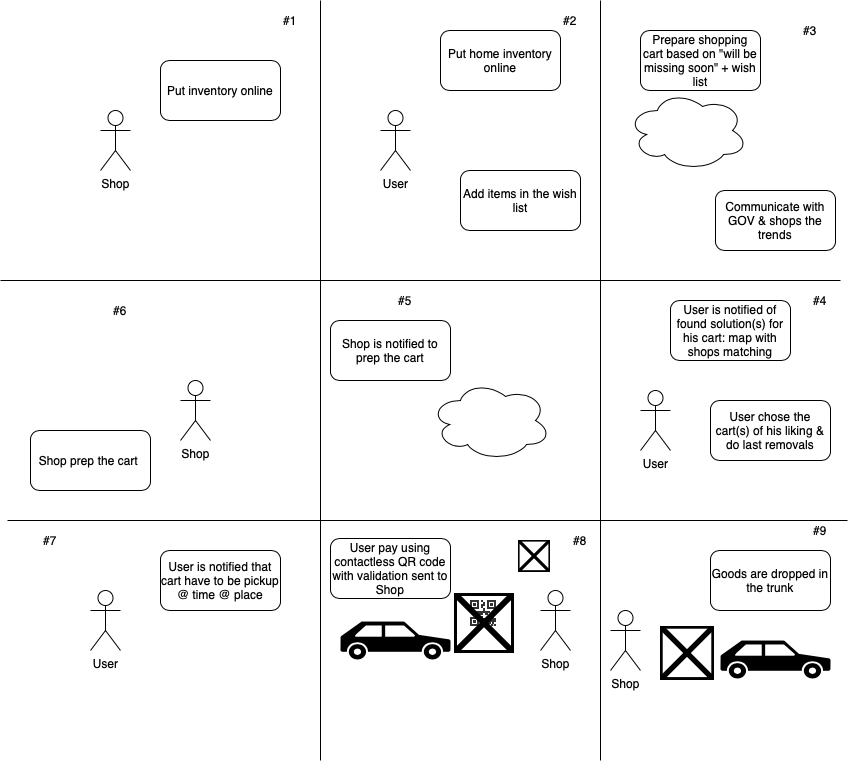 #1
Put inventory online
Shop
#2
Put home inventory
online
User
Add items in the wish
list
#3
Prepare shopping
cart based on "will be
missing soon" + wish
list
Communicate with
GOV & shops the
trends
#6
Shop
Shop prep the cart
#5
Shop is notified to
prep the cart
#4
User is notified of
found solution(s) for
his cart: map with
shops matching
User
User chose the
cart(s) of his liking &
do last removals
#7
User is notified that
cart have to be pickup
@ time @ place
User
#8
User pay using
contactless QR code
with validation sent to
Shop
Shop
#9
Goods are dropped in
the trunk
Shop